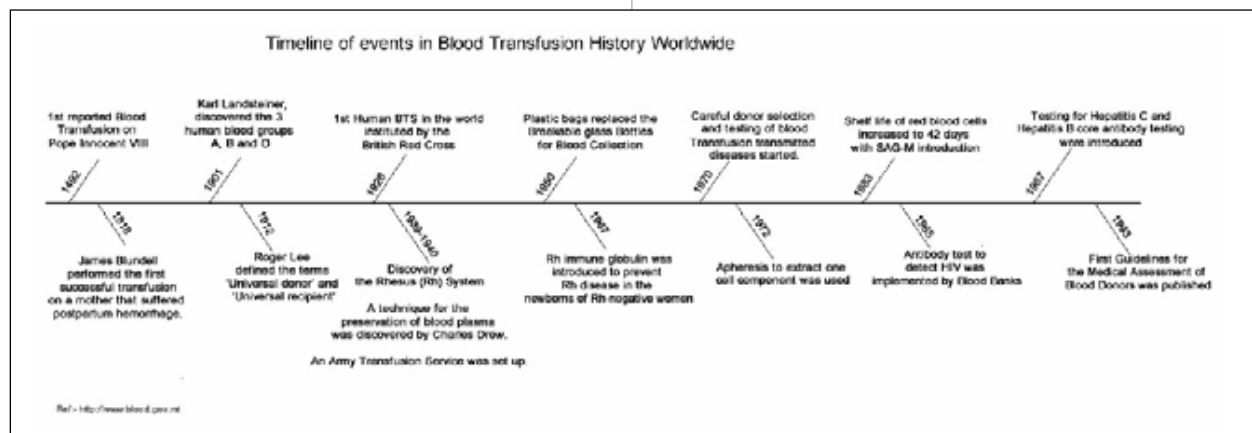 Timeline of events in Blood Transfusion History Worldwide
1st reported Blood
Transfusion on
Pope Innocent VIII
Karl Landsteiner,
discovered the 3
human blood groups
A, B and O
1st Human BTS in the world
instituted by the
British Red Cross
Plastic bags replaced the
Breakable glass Bottles
for Blood Collection
Careful donor selection
and testing of blood
Transfusion transmitted
diseases started.
Shelf life of red blood cells
increased to 42 days
with SAG-M introduction
Testing for Hepatitis C and
Hepatitis B core antibody testing
were introduced
1492
1901
1926
1950
1970
1983
1987
1818
1912
1939-1940
1967
1972
1985
James Blundell
performed the first
successful transfusion
on a mother that suffered
postpartum hemorrhage.
Roger Lee
defined the terms
'Universal donor' and
'Universal recipient'
Discovery of
the Rhesus (Rh) System
A technique for the
preservation of blood plasma
was discovered by Charles Drew.
An Army Transfusion Service was set up.
Rh immune globulin was
introduced to prevent
Rh disease in the
newborns of Rh-negative women
Apheresis to extract one
cell component was used
Antibody test to
detect HIV was
implemented by Blood Banks
First Guidelines for
the Medical Assessment of
Blood Donors was published
Ref:- http://www.blood.gov.mt